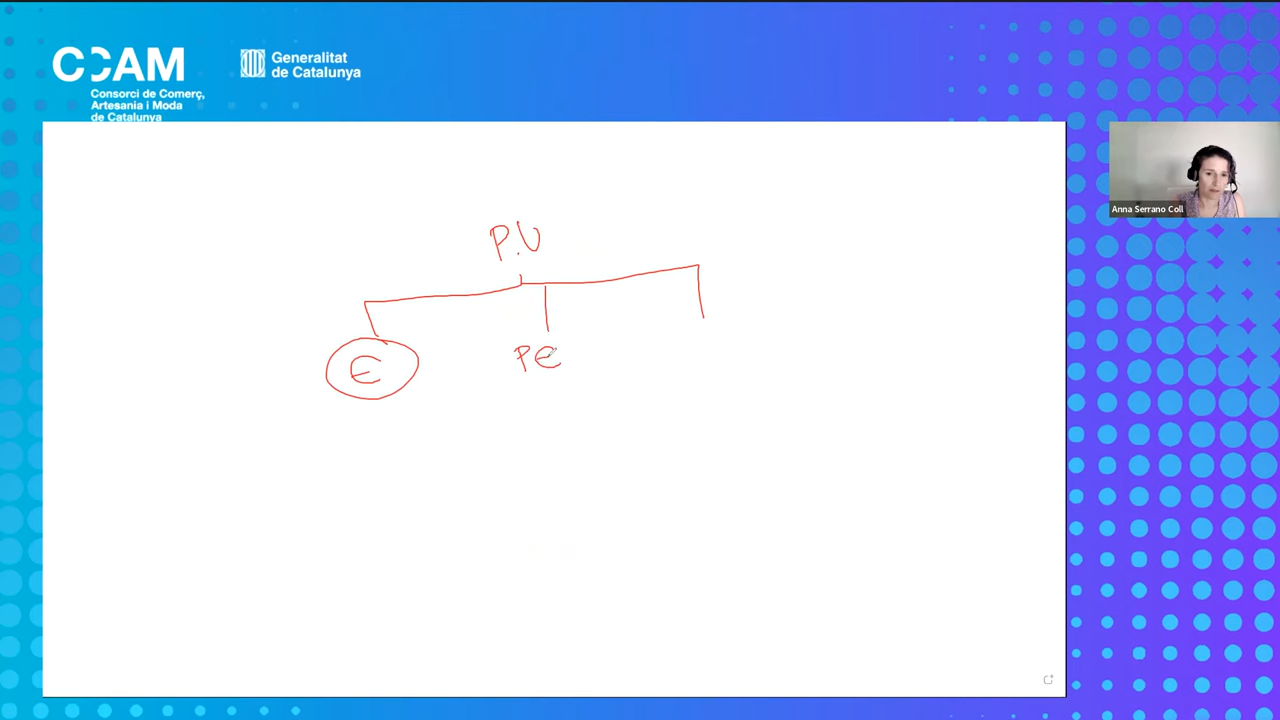 CCAM
Consorci de Comerç,
Artesania i Moda
de Catalunya
Generalitat
de Catalunya
Anna Serrano Coll
P.V
E
PE